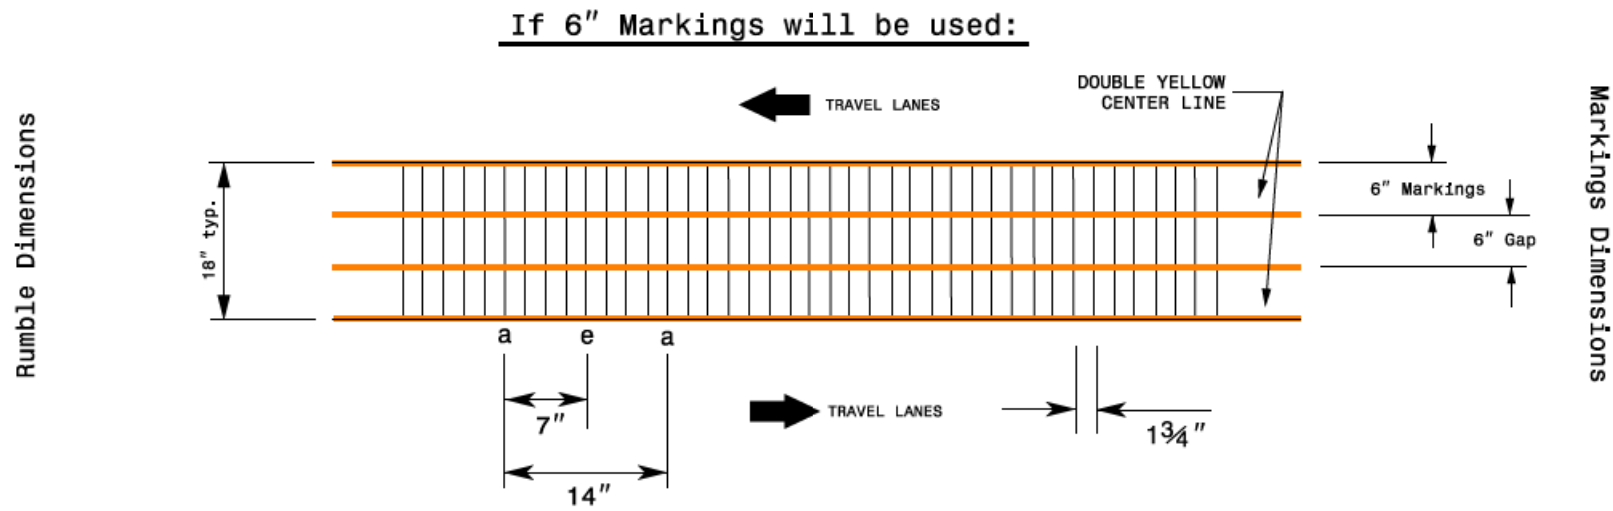 If 6" Markings will be used:
DOUBLE YELLOW
CENTER LINE
TRAVEL LANES
Rumble Dimensions
Markings Dimensions
6" Markings
18" typ.
6" Gap
a e a
7"
TRAVEL LANES
1¾"
14"